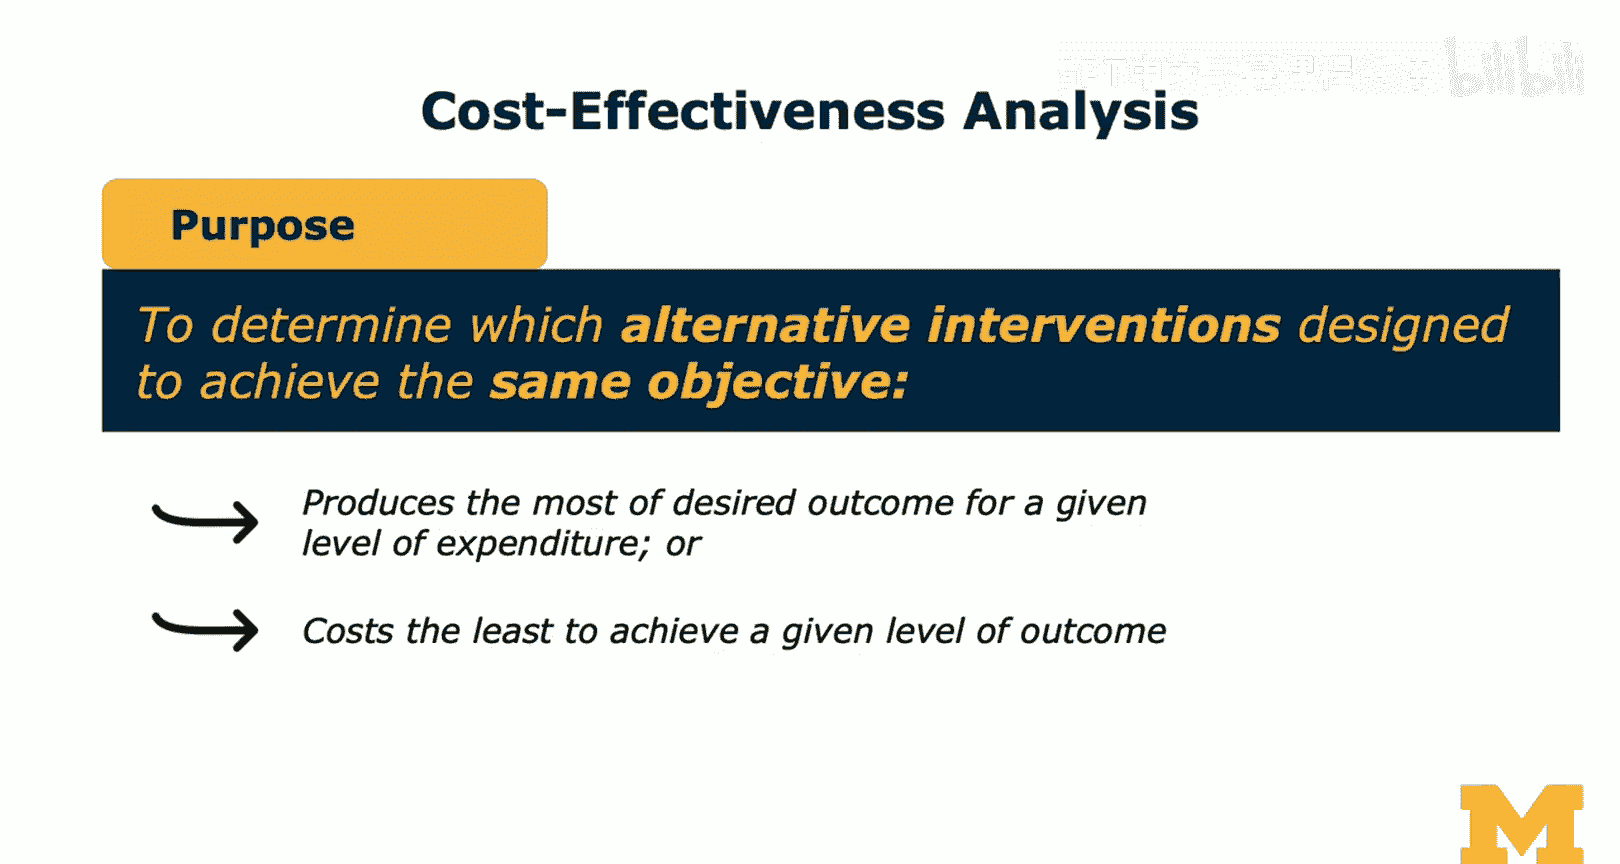 bilibili
Cost-Effectiveness Analysis
Purpose
To determine which alternative interventions designed
to achieve the same objective:
Produces the most of desired outcome for a given
level of expenditure; or
Costs the least to achieve a given level of outcome
M